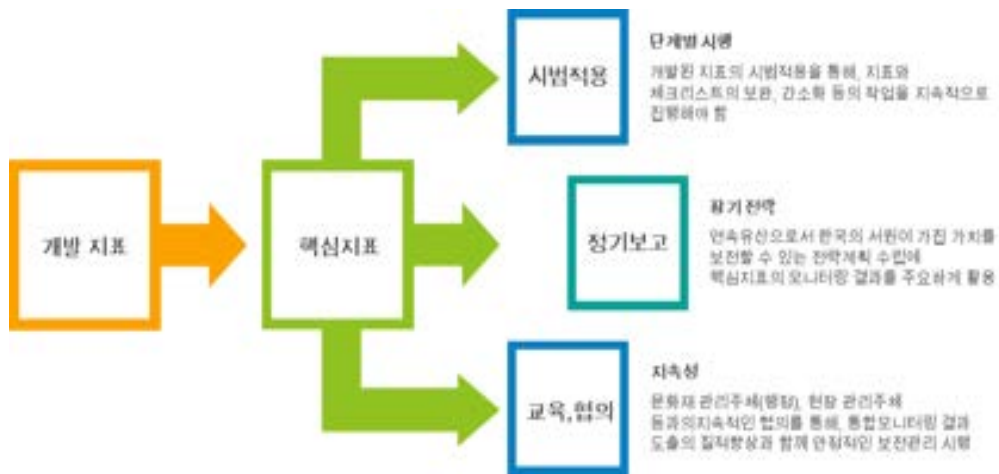 개발 지표
핵심지표
시범적용
단계별 시행
개발된 지표의 시범적용을 통해, 지표와
체크리스트의 보완, 간소화 등의 작업을 지속적으로
진행해야 함
정기보고
장기 전략
연속유산으로서 한국의 서원이 가진 가치를
보전할 수 있는 전략계획 수립에
핵심지표의 모니터링 결과를 주요하게 활용
교육,협의
지속성
문화재 관리주체(행정), 현장 관리주체
등과의지속적인 협의를 통해, 통합모니터링 결과
도출의 질적향상과 함께 안정적인 보전관리 시행